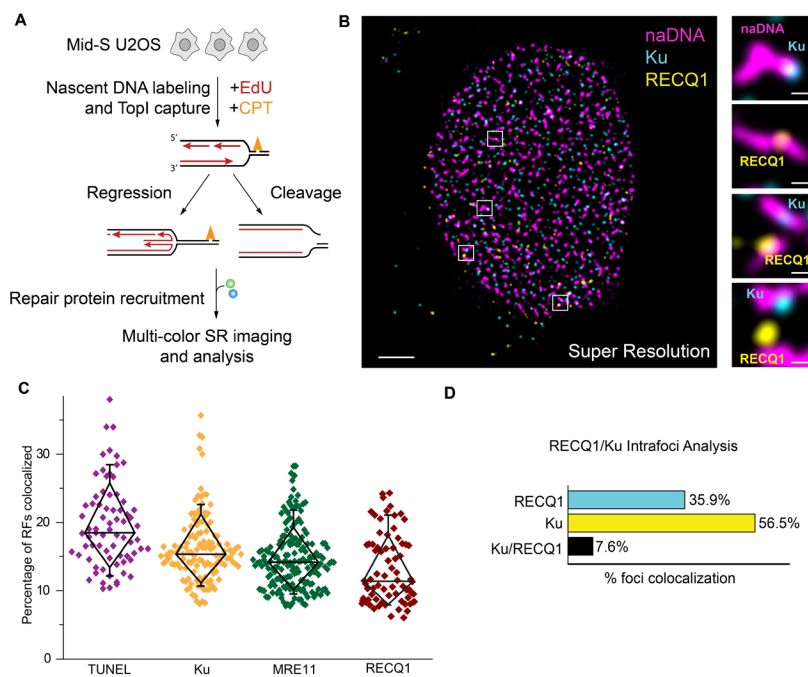 A
Mid-S U2OS
Nascent DNA labeling +EdU
and TopI capture +CPT
5′
3′
Regression Cleavage
Repair protein recruitment
Multi-color SR imaging
and analysis
B
naDNA
Ku
RECQ1
Super Resolution
naDNA
Ku
RECQ1
Ku
RECQ1
Ku
RECQ1
C
Percentage of RFs colocalized
30
20
10
0
TUNEL Ku MRE11 RECQ1
D
RECQ1/Ku Intrafoci Analysis
RECQ1 35.9%
Ku 56.5%
Ku/RECQ1 7.6%
% foci colocalization